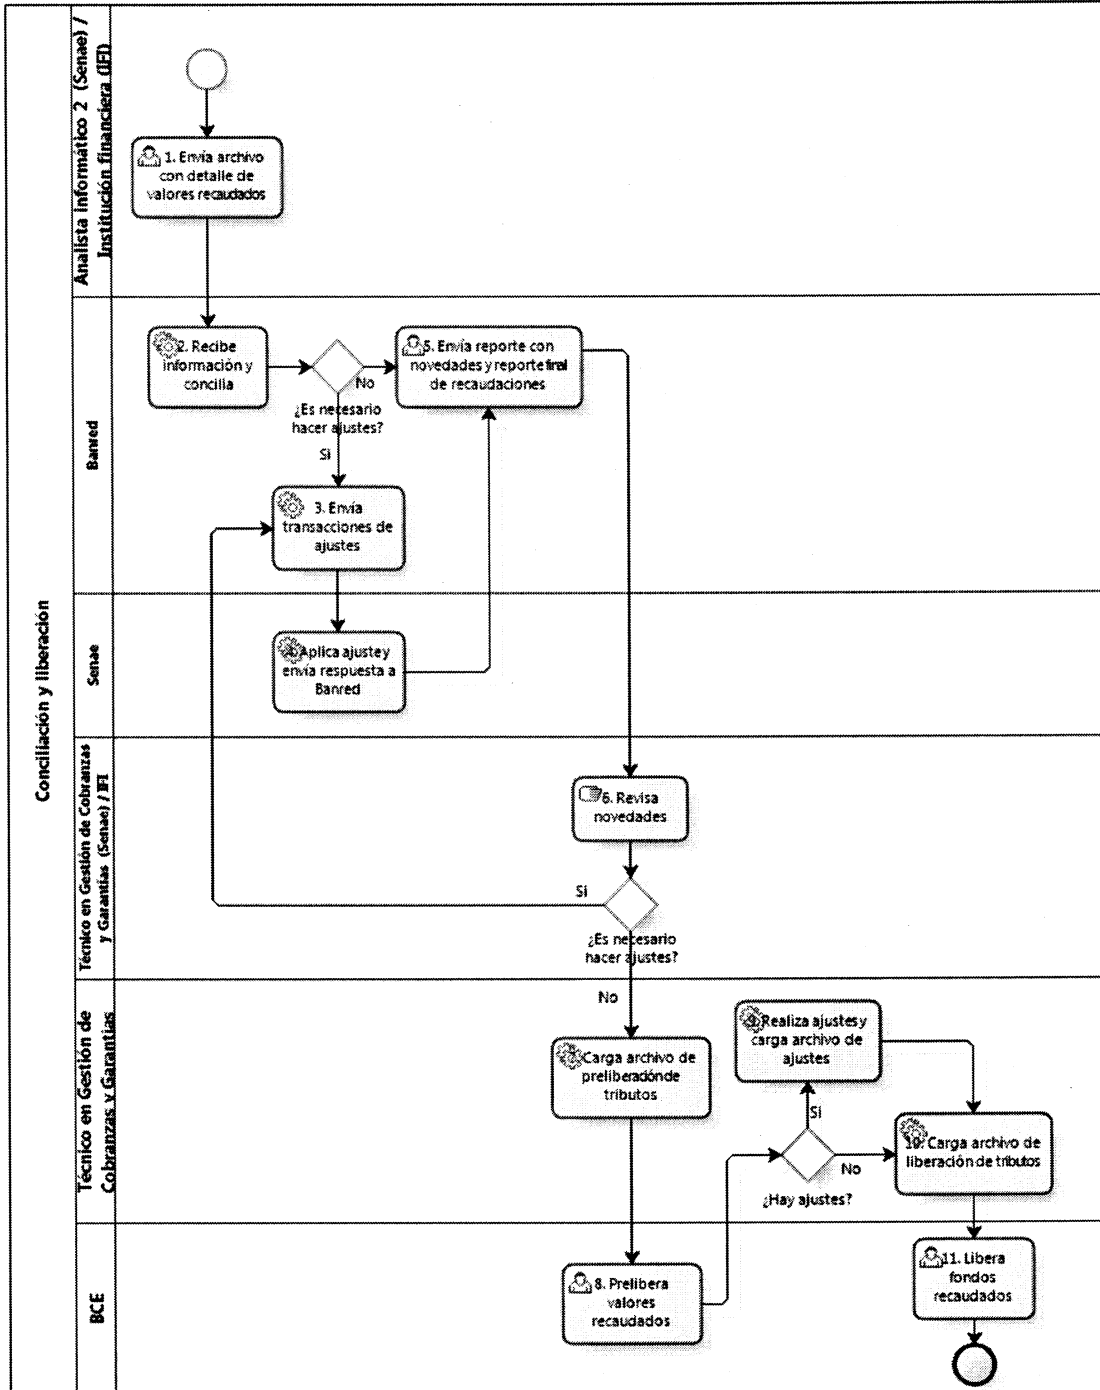 Conciliación y liberación
Analista informático 2 (Senae) /
Institución financiera (IFI)
1. Envía archivo
con detalle de
valores recaudados
Banred
2. Recibe
información y
concilia
No
¿Es necesario
hacer ajustes?
Si
5. Envía reporte con
novedades y reporte final
de recaudaciones
3. Envía
transacciones de
ajustes
Senae
4. Aplica ajuste y
envía respuesta a
Banred
Técnico en Gestión de Cobranzas
y Garantías (Senae) / IFI
6. Revisa
novedades
Si
¿Es necesario
hacer ajustes?
No
Técnico en Gestión de
Cobranzas y Garantías
7. Carga archivo de
preliberación de
tributos
9. Realiza ajustes y
carga archivo de
ajustes
Si
No
¿Hay ajustes?
10. Carga archivo de
liberación de tributos
BCE
8. Prelibera
valores
recaudados
11. Libera
fondos
recaudados